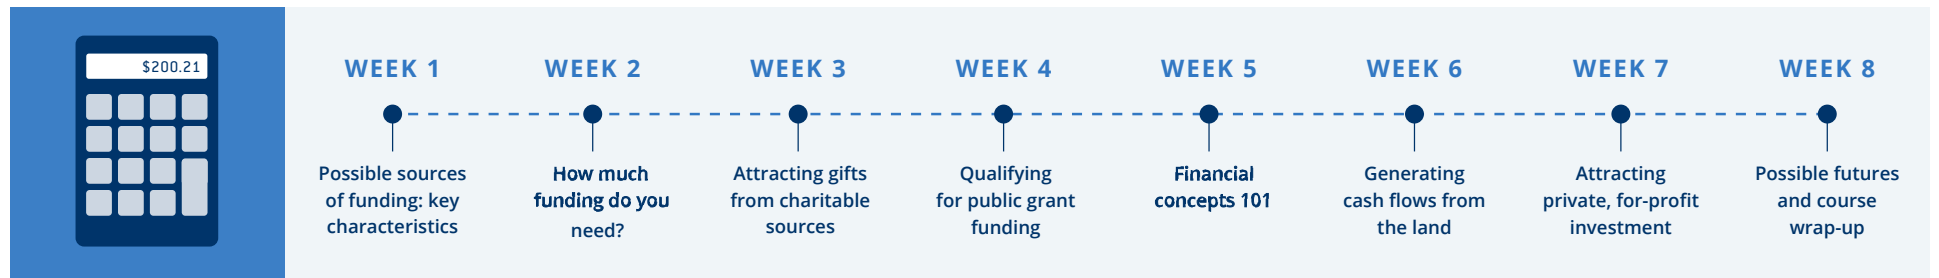 $200.21
WEEK 1
Possible sources
of funding: key
characteristics
WEEK 2
How much
funding do you
need?
WEEK 3
Attracting gifts
from charitable
sources
WEEK 4
Qualifying
for public grant
funding
WEEK 5
Financial
concepts 101
WEEK 6
Generating
cash flows from
the land
WEEK 7
Attracting
private, for-profit
investment
WEEK 8
Possible futures
and course
wrap-up